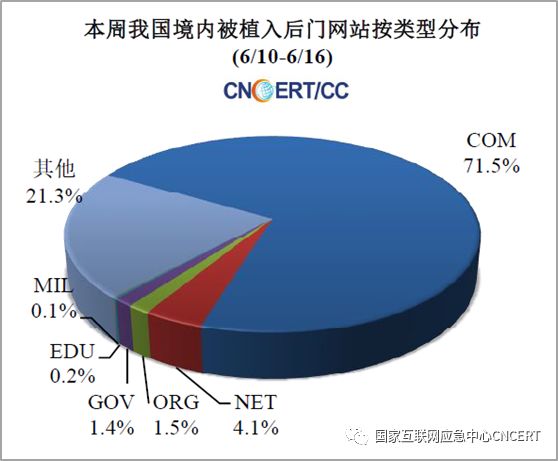 本周我国境内被植入后门网站按类型分布
(6/10-6/16)
CNCERT/CC
COM
71.5%
其他
21.3%
MIL
0.1%
EDU
0.2%
GOV
1.4%
ORG
1.5%
NET
4.1%
国家互联网应急中心CNCERT